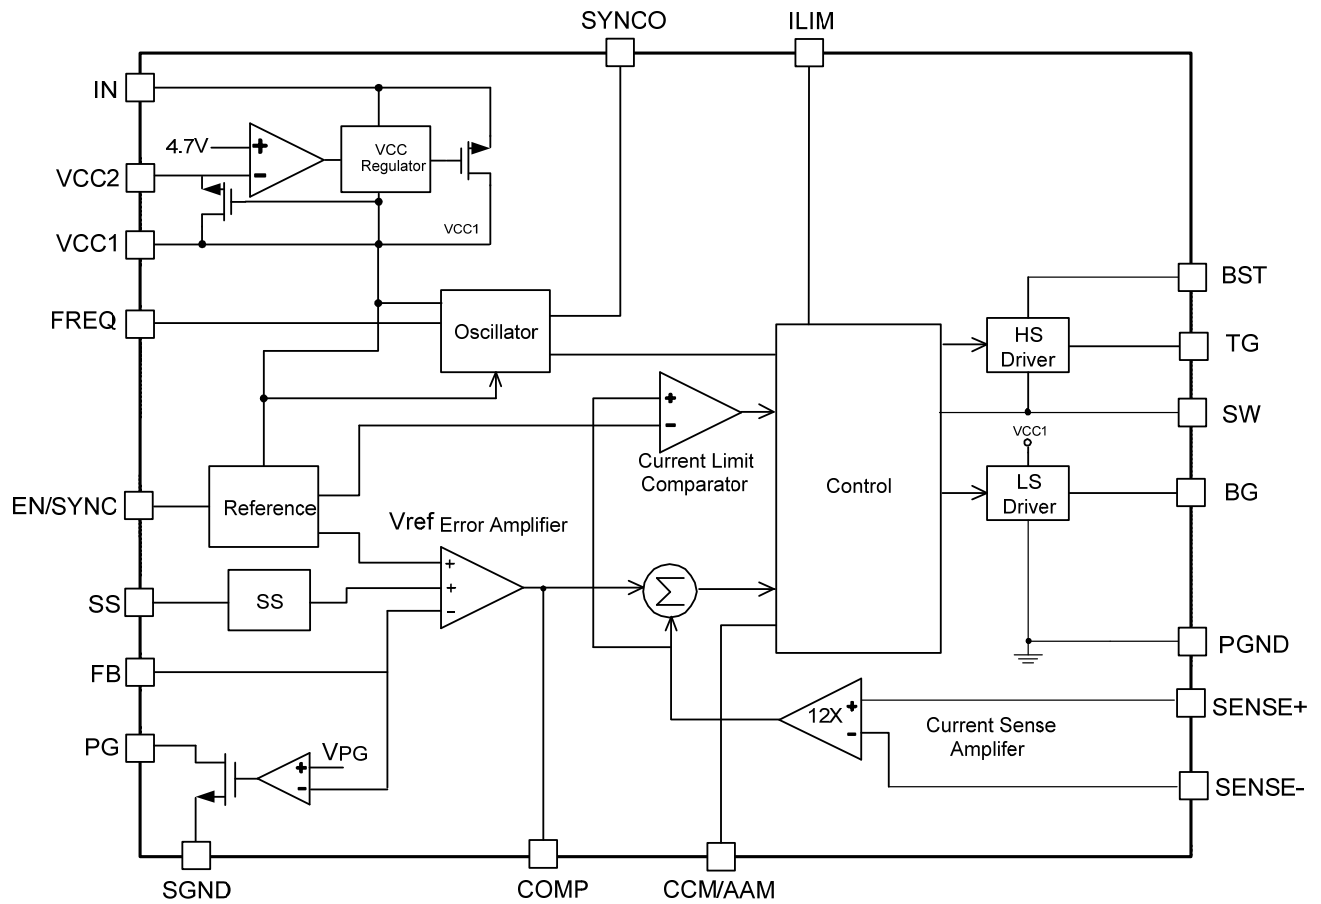 SYNCO
ILIM
IN
4.7V
+
-
VCC
Regulator
VCC2
VCC1
VCC1
FREQ
Oscillator
BST
HS
Driver
TG
SW
VCC1
+
-
Current Limit
Comparator
Control
LS
Driver
BG
EN/SYNC
Reference
Vref Error Amplifier
+
+
-
SS
SS
Σ
FB
PGND
12X
+
-
Current Sense
Amplifer
SENSE+
SENSE-
PG
VPG
+
-
SGND
COMP
CCM/AAM